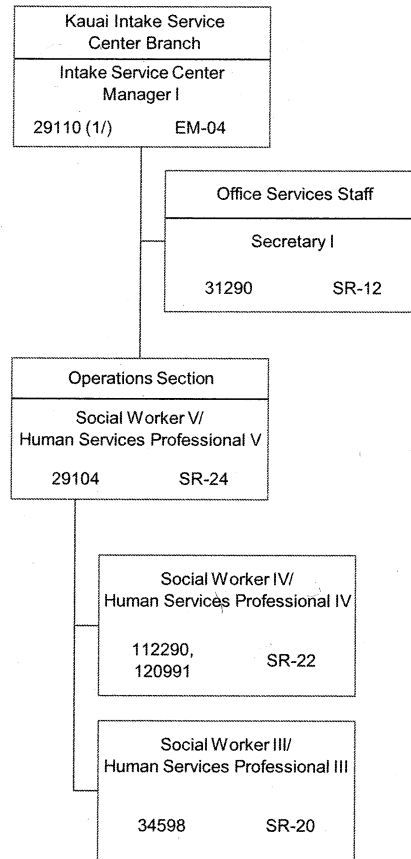 Kauai Intake Service
Center Branch
Intake Service Center
Manager I
29110 (1/) EM-04
Office Services Staff
Secretary I
31290 SR-12
Operations Section
Social Worker V/
Human Services Professional V
29104 SR-24
Social Worker IV/
Human Services Professional IV
112290,
120991 SR-22
Social Worker III/
Human Services Professional III
34598 SR-20